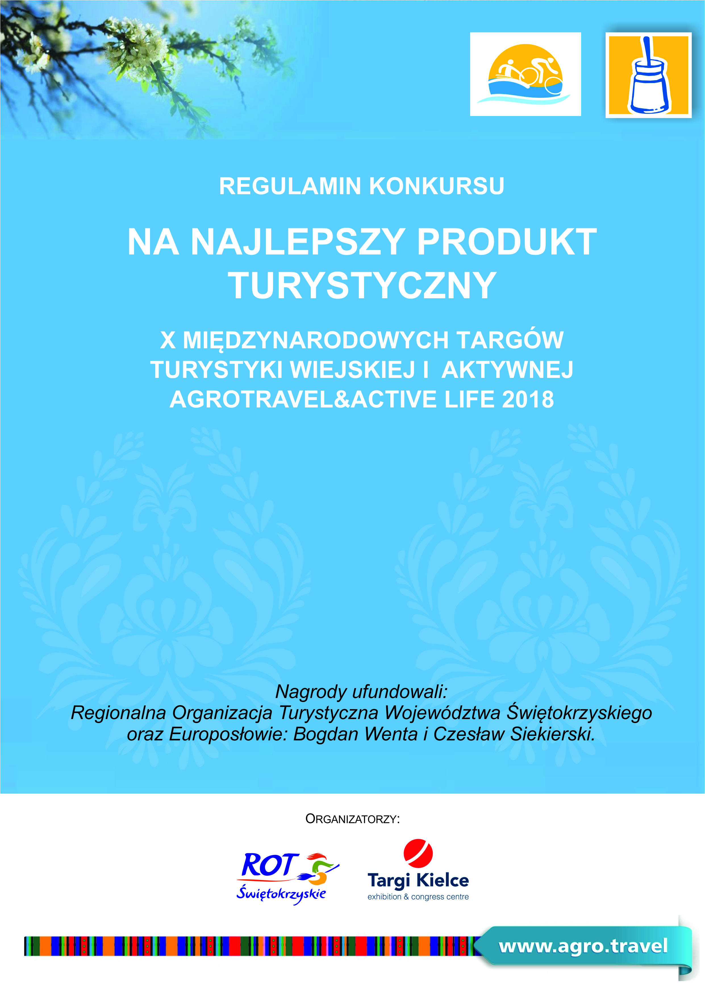 REGULAMIN KONKURSU
NA NAJLEPSZY PRODUKT
TURYSTYCZNY
X MIĘDZYNARODOWYCH TARGÓW
TURYSTYKI WIEJSKIEJ I AKTYWNEJ
AGROTRAVEL&ACTIVE LIFE 2018
Nagrody ufundowali:
Regionalna Organizacja Turystyczna Województwa Świętokrzyskiego
oraz Europosłowie: Bogdan Wenta i Czesław Siekierski.
ORGANIZATORZY:
ROT
Świętokrzyskie
Targi Kielce
exhibition & congress centre
www.agro.travel